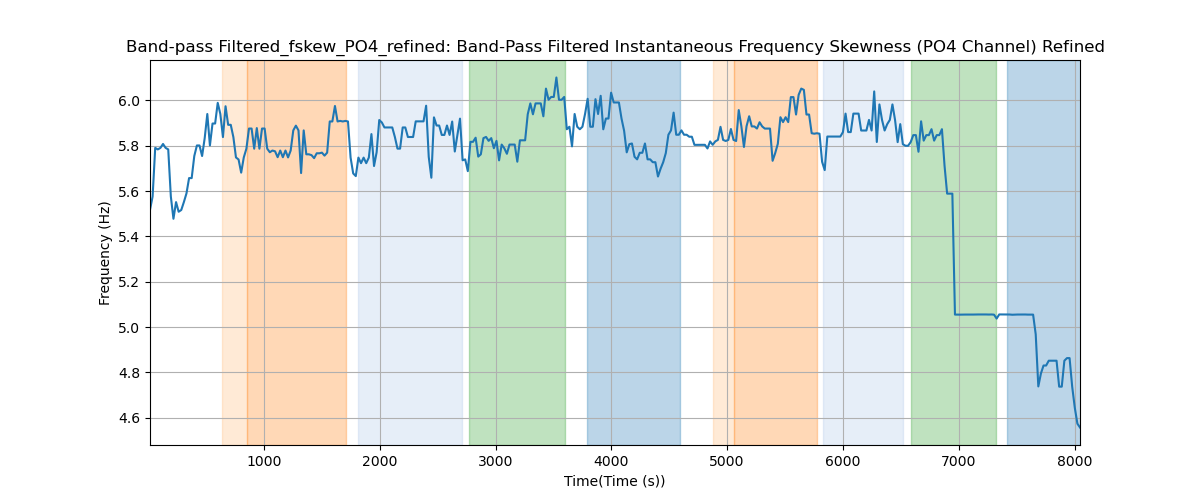 Band-pass Filtered_fskew_PO4_refined: Band-Pass Filtered Instantaneous Frequency Skewness (PO4 Channel) Refined
6.0
5.8
5.6
5.4
5.2
5.0
4.8
4.6
Frequency (Hz)
1000 2000 3000 4000 5000 6000 7000 8000
Time(Time (s))